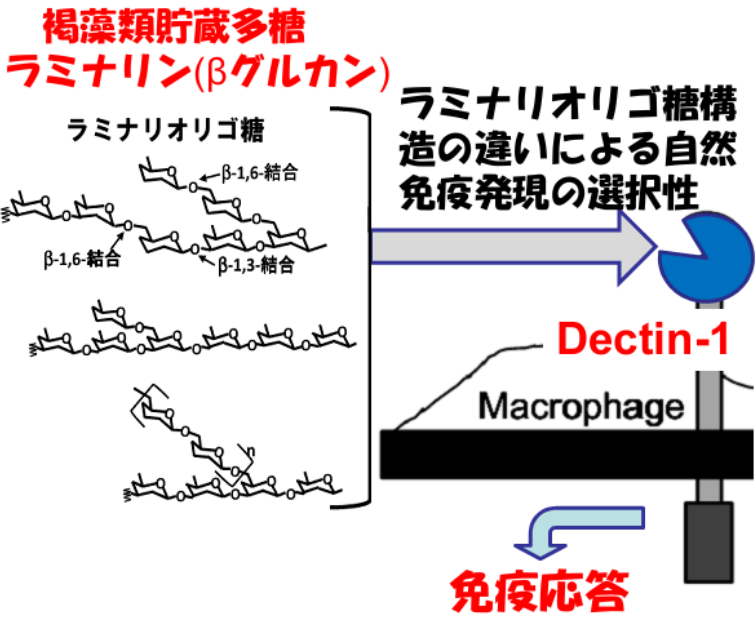 褐藻類貯蔵多糖
ラミナリン(βグルカン)
ラミナリオリゴ糖
β-1,6-結合
β-1,6-結合
β-1,3-結合
n
ラミナリオリゴ糖構
造の違いによる自然
免疫発現の選択性
Dectin-1
Macrophage
免疫応答